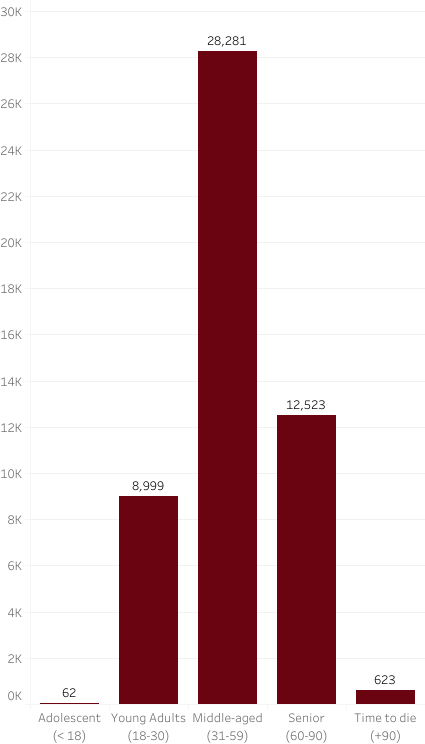 30K
28,281
28K
26K
24K
22K
20K
18K
16K
14K
12,523
12K
10K
8,999
8K
6K
4K
2K
623
62
0K
Adolescent Young Adults Middle-aged Senior Time to die
(< 18) (18-30) (31-59) (60-90) (+90)